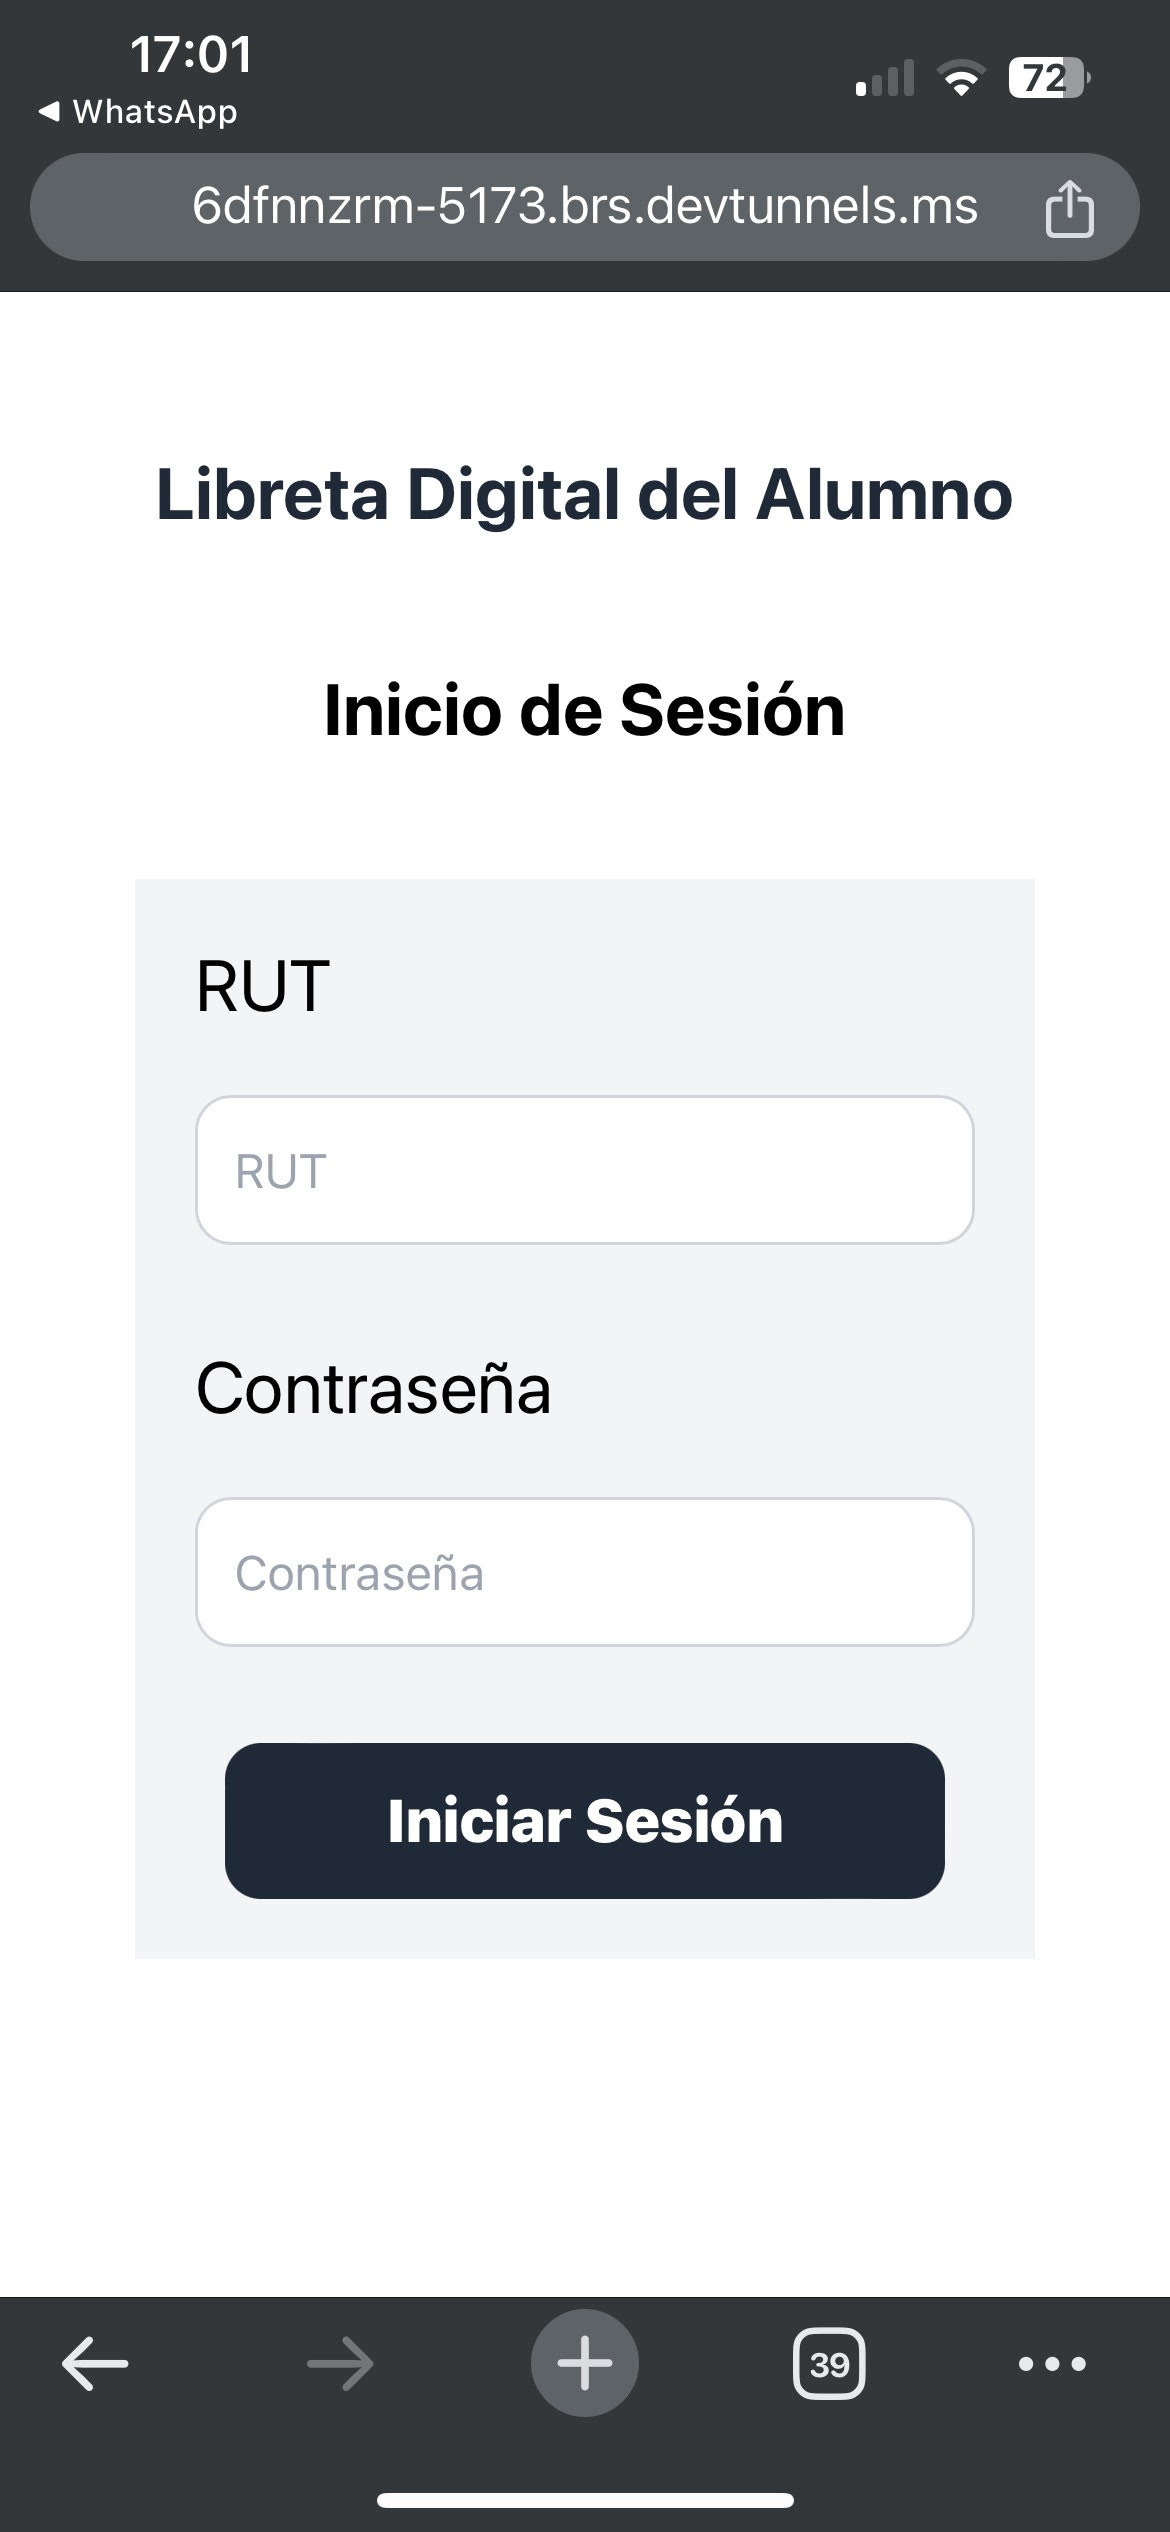 17:01
WhatsApp
72
6dfnnzrm-5173.brs.devtunnels.ms
Libreta Digital del Alumno
Inicio de Sesión
RUT
RUT
Contraseña
Contraseña
Iniciar Sesión
39